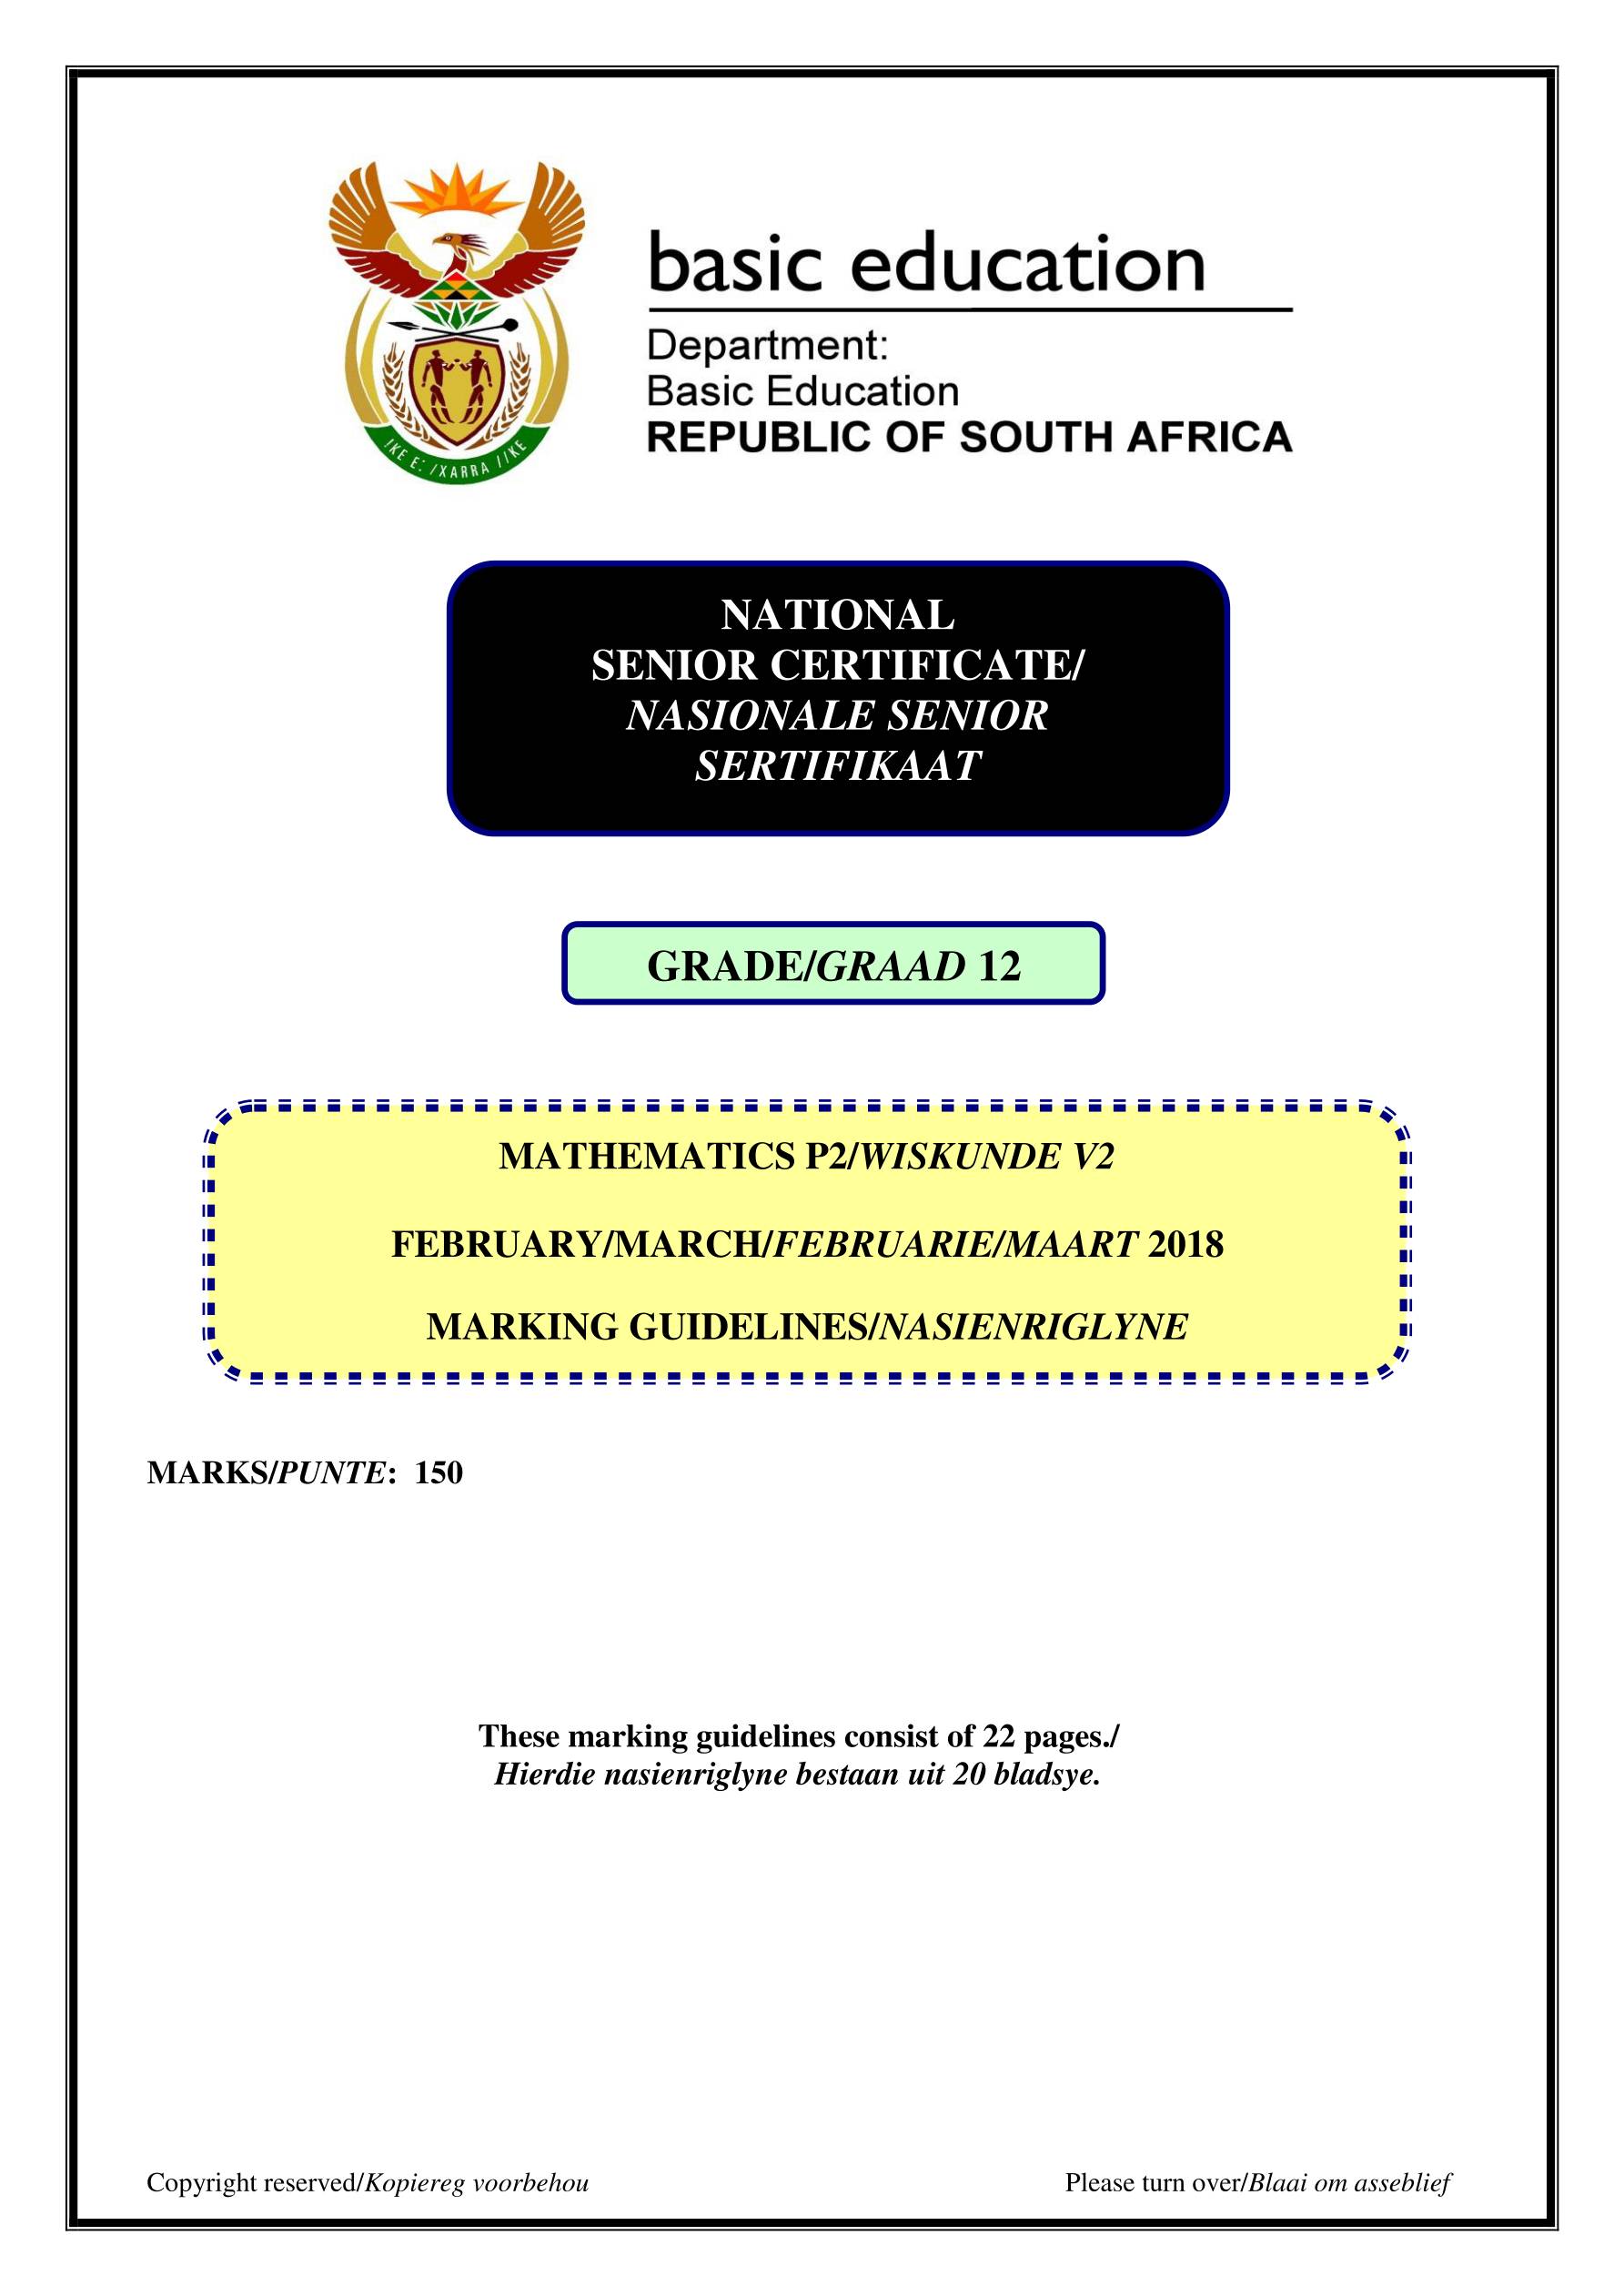 !KE E: /XARRA //KE
basic education
Department:
Basic Education
REPUBLIC OF SOUTH AFRICA
NATIONAL
SENIOR CERTIFICATE/
NASIONALE SENIOR
SERTIFIKAAT
GRADE/GRAAD 12
MATHEMATICS P2/WISKUNDE V2
FEBRUARY/MARCH/FEBRUARIE/MAART 2018
MARKING GUIDELINES/NASIENRIGLYNE
MARKS/PUNTE: 150
These marking guidelines consist of 22 pages./
Hierdie nasienriglyne bestaan uit 20 bladsye.
Copyright reserved/Kopiereg voorbehou
Please turn over/Blaai om asseblief